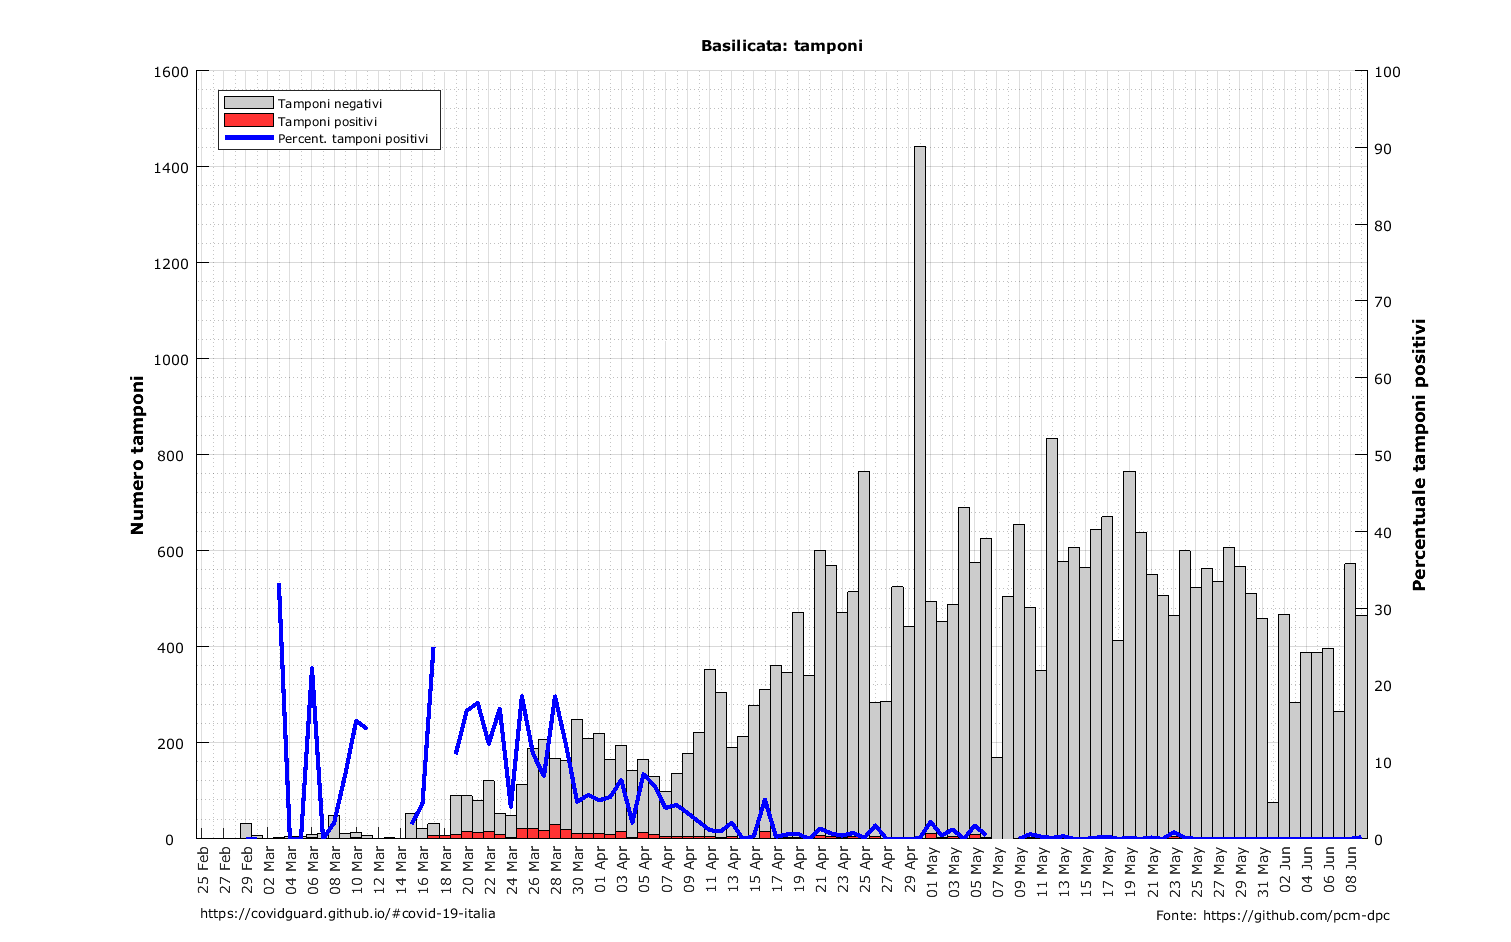 Basilicata: tamponi
Tamponi negativi
Tamponi positivi
Percent. tamponi positivi
Numero tamponi
1600
1400
1200
1000
800
600
400
200
0
Percentuale tamponi positivi
100
90
80
70
60
50
40
30
20
10
0
25 Feb
27 Feb
29 Feb
02 Mar
04 Mar
06 Mar
08 Mar
10 Mar
12 Mar
14 Mar
16 Mar
18 Mar
20 Mar
22 Mar
24 Mar
26 Mar
28 Mar
30 Mar
01 Apr
03 Apr
05 Apr
07 Apr
09 Apr
11 Apr
13 Apr
15 Apr
17 Apr
19 Apr
21 Apr
23 Apr
25 Apr
27 Apr
29 Apr
01 May
03 May
05 May
07 May
09 May
11 May
13 May
15 May
17 May
19 May
21 May
23 May
25 May
27 May
29 May
31 May
02 Jun
04 Jun
06 Jun
08 Jun
https://covidguard.github.io/#covid-19-italia
Fonte: https://github.com/pcm-dpc